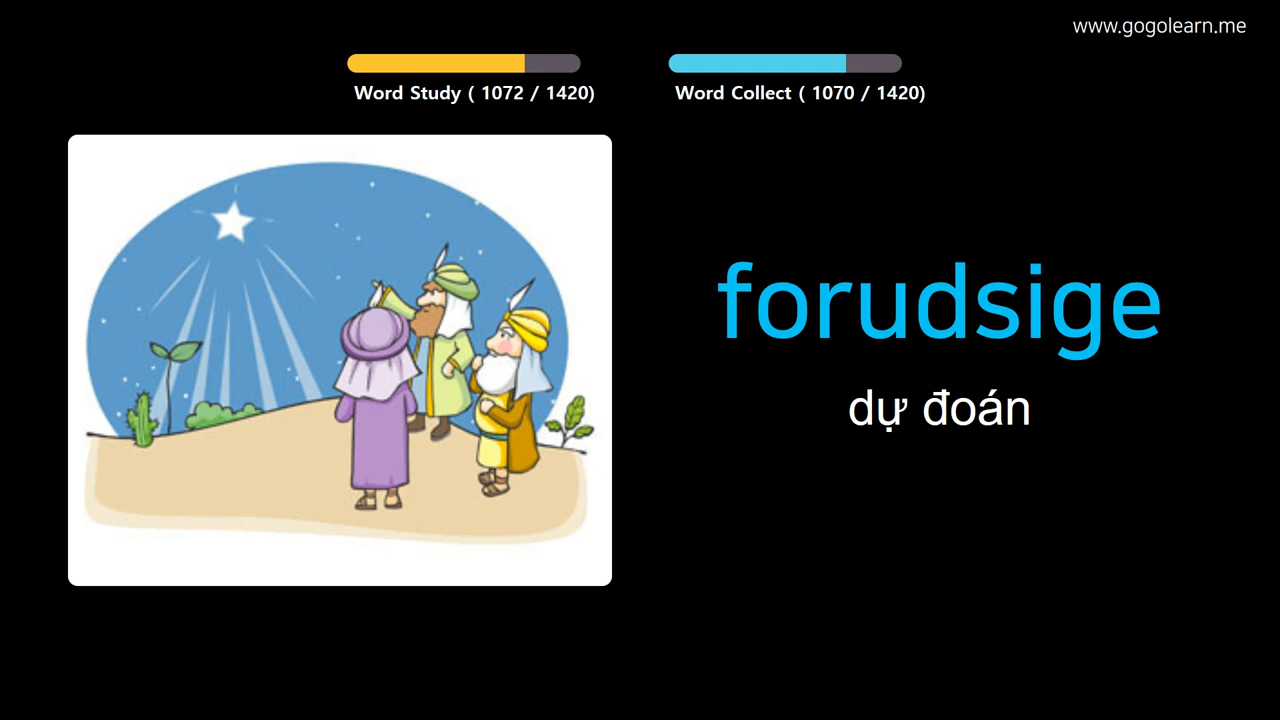 www.gogolearn.me
Word Study ( 1072 / 1420)
Word Collect ( 1070 / 1420)
forudsige
dự đoán